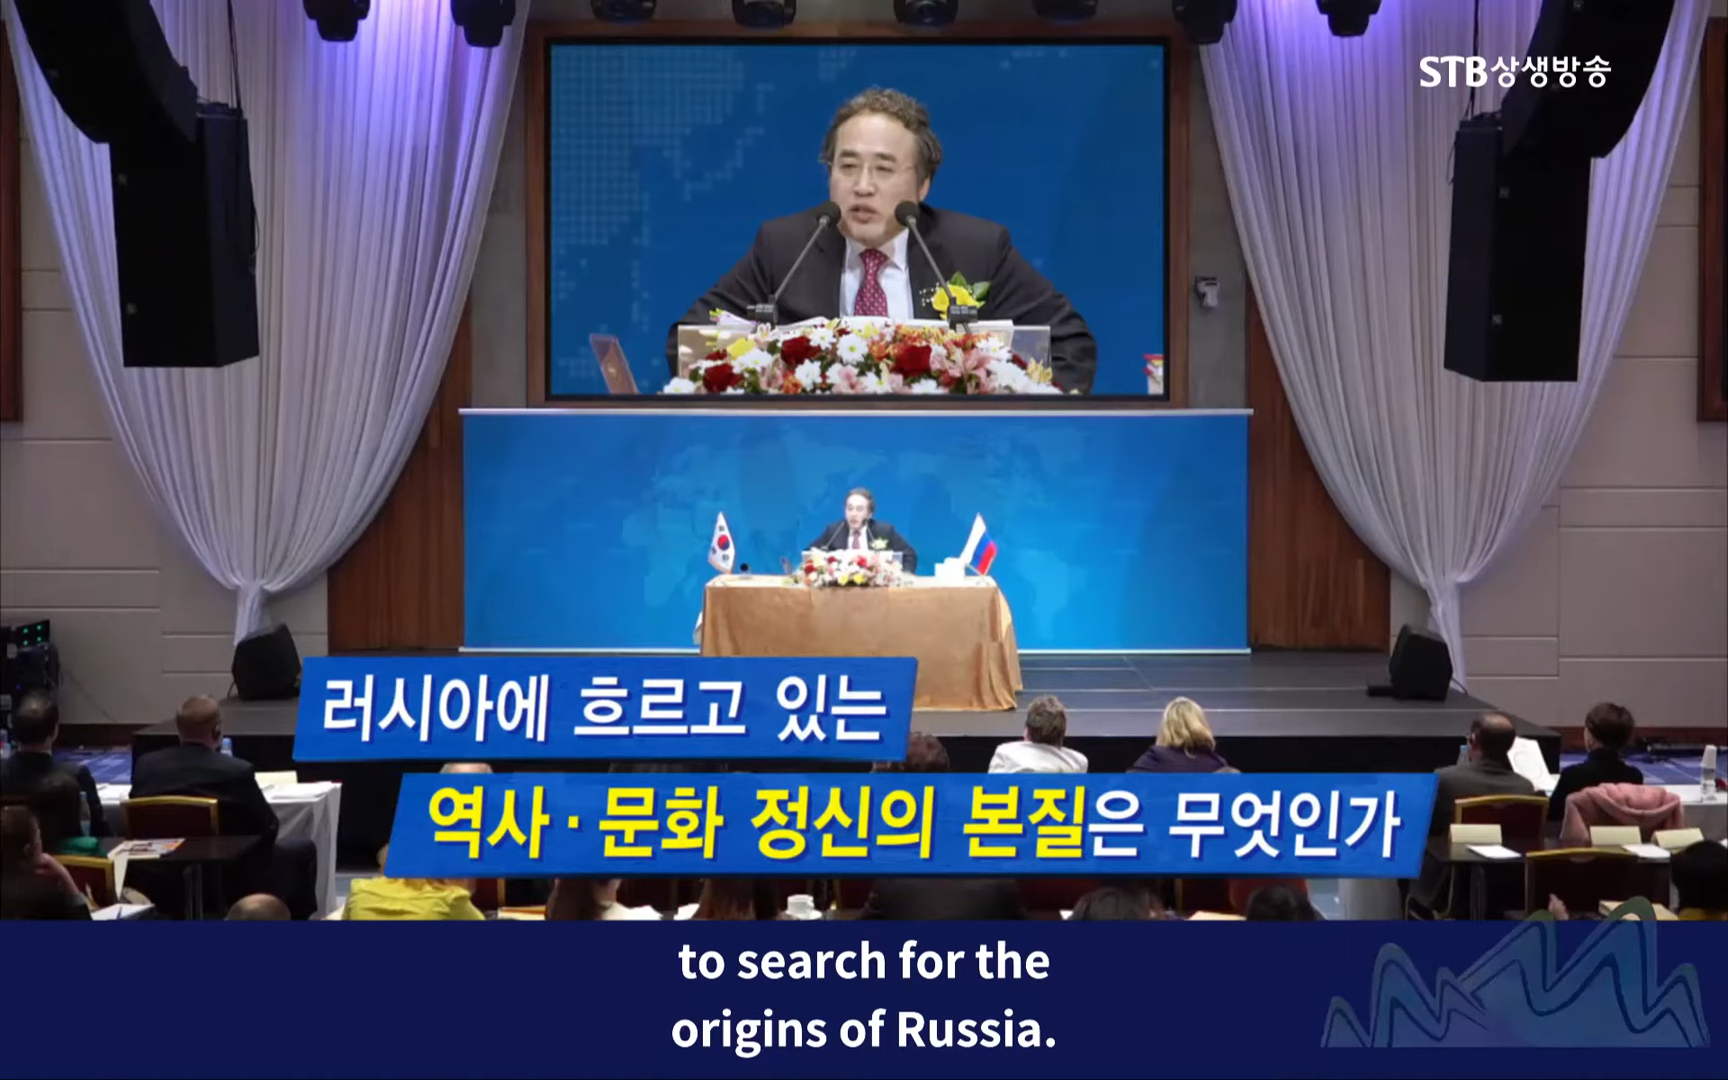 STB상생방송
러시아에 흐르고 있는
역사·문화 정신의 본질은 무엇인가
to search for the
origins of Russia.